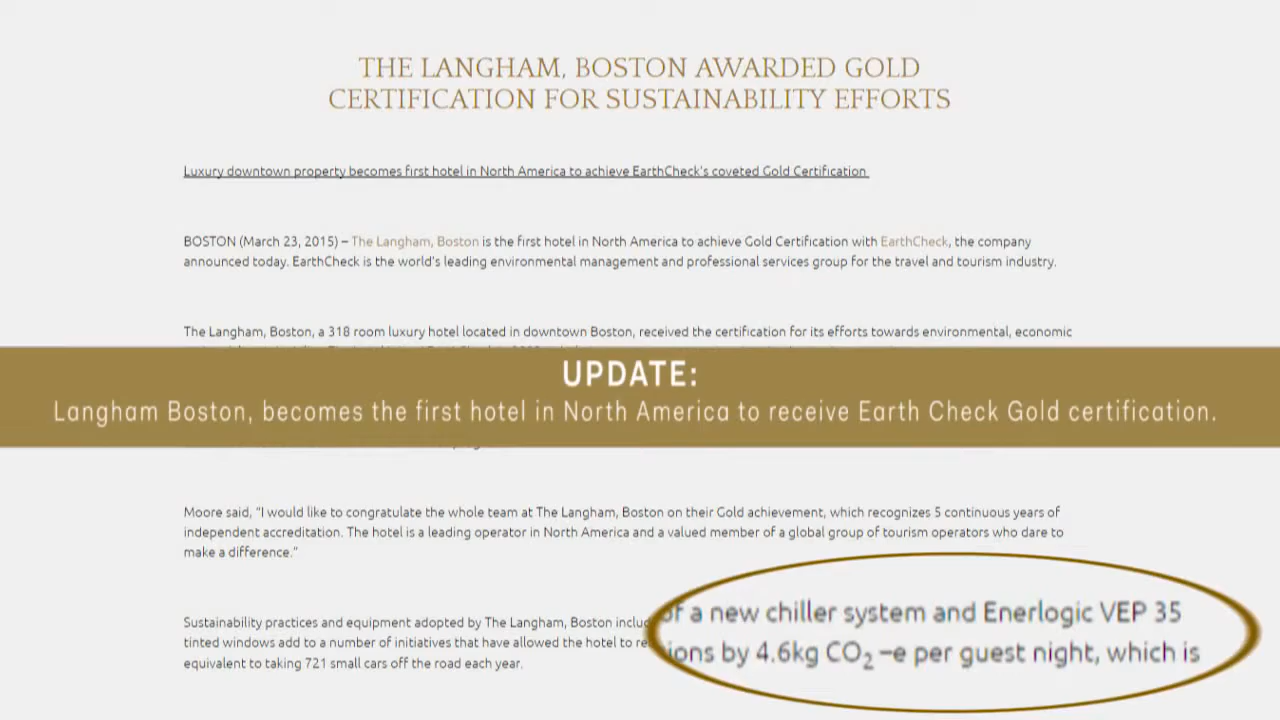 THE LANGHAM, BOSTON AWARDED GOLD
CERTIFICATION FOR SUSTAINABILITY EFFORTS
Luxury downtown property becomes first hotel in North America to achieve EarthCheck's coveted Gold Certification
BOSTON (March 23, 2015) – The Langham, Boston is the first hotel in North America to achieve Gold Certification with EarthCheck, the company
announced today. EarthCheck is the world's leading environmental management and professional services group for the travel and tourism industry.
The Langham, Boston, a 318 room luxury hotel located in downtown Boston, received the certification for its efforts towards environmental, economic
UPDATE:
Langham Boston, becomes the first hotel in North America to receive Earth Check Gold certification.
Moore said, “I would like to congratulate the whole team at The Langham, Boston on their Gold achievement, which recognizes 5 continuous years of
independent accreditation. The hotel is a leading operator in North America and a valued member of a global group of tourism operators who dare to
make a difference.”
Sustainability practices and equipment adopted by The Langham, Boston of a new chiller system and Enerlogic VEP 35
tinted windows add to a number of initiatives that have allowed the hotel to by 4.6kg CO₂ –e per guest night, which is
equivalent to taking 721 small cars off the road each year.